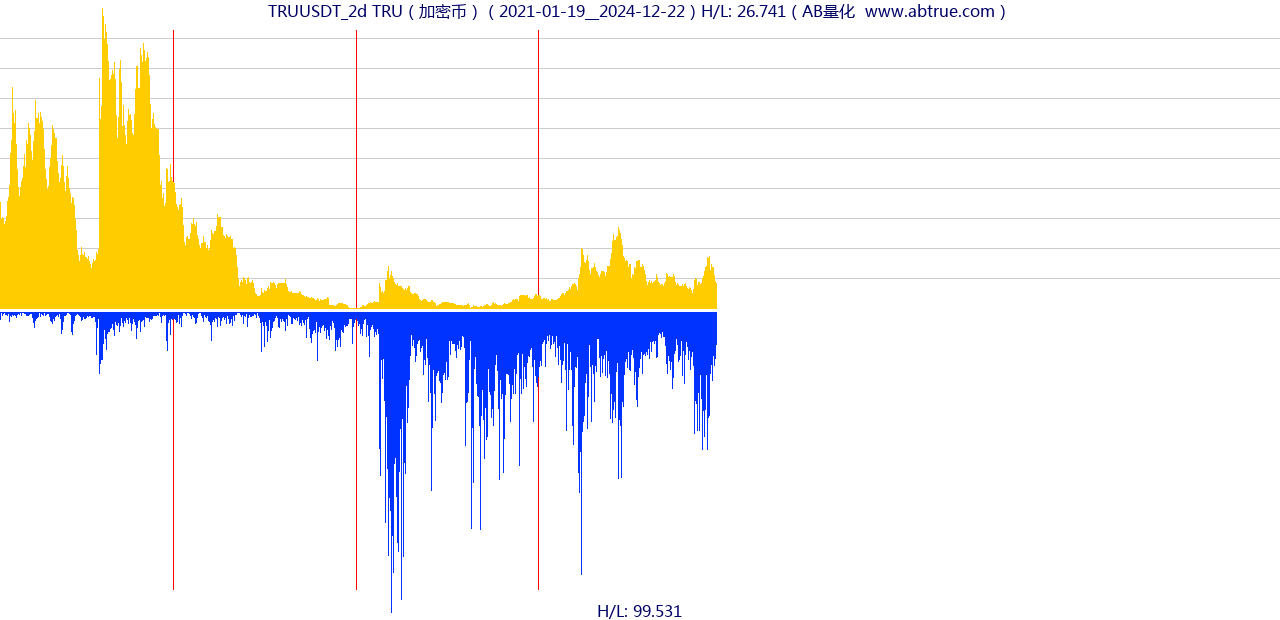 TRUUSDT_2d TRU ( 加密币 ) ( 2021-01-19__2024-12-22 ) H/L: 26.741 ( AB量化  www.abtrue.com )
H/L: 99.531